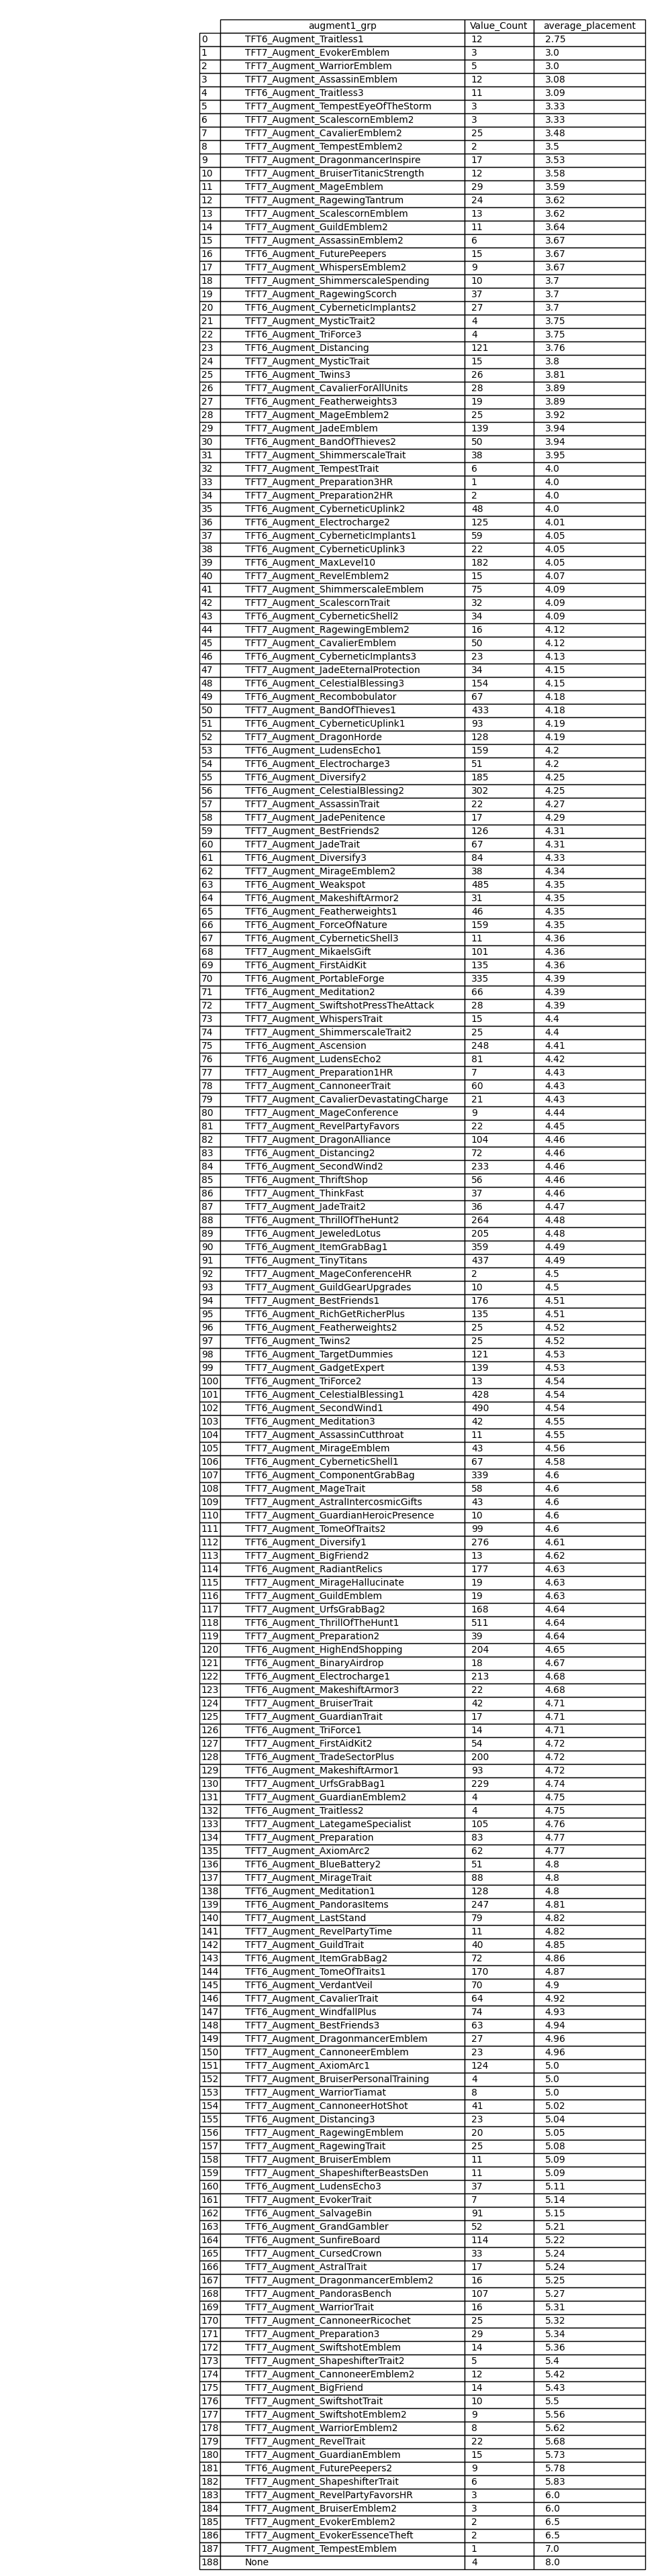 augment1_grp Value_Count average_placement
0 TFT6_Augment_Traitless1 12 2.75
1 TFT7_Augment_EvokerEmblem 3 3.0
2 TFT7_Augment_WarriorEmblem 5 3.0
3 TFT7_Augment_AssassinEmblem 12 3.08
4 TFT6_Augment_Traitless3 11 3.09
5 TFT7_Augment_TempestEyeOfTheStorm 3 3.33
6 TFT7_Augment_ScalescornEmblem2 3 3.33
7 TFT7_Augment_CavalierEmblem2 25 3.48
8 TFT7_Augment_TempestEmblem2 2 3.5
9 TFT7_Augment_DragonmancerInspire 17 3.53
10 TFT7_Augment_BruiserTitanicStrength 12 3.58
11 TFT7_Augment_MageEmblem 29 3.59
12 TFT7_Augment_RagewingTantrum 24 3.62
13 TFT7_Augment_ScalescornEmblem 13 3.62
14 TFT7_Augment_GuildEmblem2 11 3.64
15 TFT7_Augment_AssassinEmblem2 6 3.67
16 TFT6_Augment_FuturePeepers 15 3.67
17 TFT7_Augment_WhispersEmblem2 9 3.67
18 TFT7_Augment_ShimmerscaleSpending 10 3.7
19 TFT7_Augment_RagewingScorch 37 3.7
20 TFT6_Augment_CyberneticImplants2 27 3.7
21 TFT7_Augment_MysticTrait2 4 3.75
22 TFT6_Augment_TriForce3 4 3.75
23 TFT6_Augment_Distancing 121 3.76
24 TFT7_Augment_MysticTrait 15 3.8
25 TFT6_Augment_Twins3 26 3.81
26 TFT7_Augment_CavalierForAllUnits 28 3.89
27 TFT6_Augment_Featherweights3 19 3.89
28 TFT7_Augment_MageEmblem2 25 3.92
29 TFT7_Augment_JadeEmblem 139 3.94
30 TFT6_Augment_BandOfThieves2 50 3.94
31 TFT7_Augment_ShimmerscaleTrait 38 3.95
32 TFT7_Augment_TempestTrait 6 4.0
33 TFT7_Augment_Preparation3HR 1 4.0
34 TFT7_Augment_Preparation2HR 2 4.0
35 TFT6_Augment_CyberneticUplink2 48 4.0
36 TFT6_Augment_Electrocharge2 125 4.01
37 TFT6_Augment_CyberneticImplants1 59 4.05
38 TFT6_Augment_CyberneticUplink3 22 4.05
39 TFT6_Augment_MaxLevel10 182 4.05
40 TFT7_Augment_RevelEmblem2 15 4.07
41 TFT7_Augment_ShimmerscaleEmblem 75 4.09
42 TFT7_Augment_ScalescornTrait 32 4.09
43 TFT6_Augment_CyberneticShell2 34 4.09
44 TFT7_Augment_RagewingEmblem2 16 4.12
45 TFT7_Augment_CavalierEmblem 50 4.12
46 TFT6_Augment_CyberneticImplants3 23 4.13
47 TFT7_Augment_JadeEternalProtection 34 4.15
48 TFT6_Augment_CelestialBlessing3 154 4.15
49 TFT6_Augment_Recombobulator 67 4.18
50 TFT7_Augment_BandOfThieves1 433 4.18
51 TFT6_Augment_CyberneticUplink1 93 4.19
52 TFT7_Augment_DragonHorde 128 4.19
53 TFT6_Augment_LudensEcho1 159 4.2
54 TFT6_Augment_Electrocharge3 51 4.2
55 TFT6_Augment_Diversify2 185 4.25
56 TFT6_Augment_CelestialBlessing2 302 4.25
57 TFT7_Augment_AssassinTrait 22 4.27
58 TFT7_Augment_JadePenitence 17 4.29
59 TFT7_Augment_BestFriends2 126 4.31
60 TFT7_Augment_JadeTrait 67 4.31
61 TFT6_Augment_Diversify3 84 4.33
62 TFT7_Augment_MirageEmblem2 38 4.34
63 TFT6_Augment_Weakspot 485 4.35
64 TFT6_Augment_MakeshiftArmor2 31 4.35
65 TFT6_Augment_Featherweights1 46 4.35
66 TFT6_Augment_ForceOfNature 159 4.35
67 TFT6_Augment_CyberneticShell3 11 4.36
68 TFT7_Augment_MikaelsGift 101 4.36
69 TFT6_Augment_FirstAidKit 135 4.36
70 TFT6_Augment_PortableForge 335 4.39
71 TFT6_Augment_Meditation2 66 4.39
72 TFT7_Augment_SwiftshotPressTheAttack 28 4.39
73 TFT7_Augment_WhispersTrait 15 4.4
74 TFT7_Augment_ShimmerscaleTrait2 25 4.4
75 TFT6_Augment_Ascension 248 4.41
76 TFT6_Augment_LudensEcho2 81 4.42
77 TFT7_Augment_Preparation1HR 7 4.43
78 TFT7_Augment_CannoneerTrait 60 4.43
79 TFT7_Augment_CavalierDevastatingCharge 21 4.43
80 TFT7_Augment_MageConference 9 4.44
81 TFT7_Augment_RevelPartyFavors 22 4.45
82 TFT7_Augment_DragonAlliance 104 4.46
83 TFT6_Augment_Distancing2 72 4.46
84 TFT6_Augment_SecondWind2 233 4.46
85 TFT6_Augment_ThriftShop 56 4.46
86 TFT7_Augment_ThinkFast 37 4.46
87 TFT7_Augment_JadeTrait2 36 4.47
88 TFT6_Augment_ThrillOfTheHunt2 264 4.48
89 TFT6_Augment_JeweledLotus 205 4.48
90 TFT6_Augment_ItemGrabBag1 359 4.49
91 TFT6_Augment_TinyTitans 437 4.49
92 TFT7_Augment_MageConferenceHR 2 4.5
93 TFT7_Augment_GuildGearUpgrades 10 4.5
94 TFT7_Augment_BestFriends1 176 4.51
95 TFT6_Augment_RichGetRicherPlus 135 4.51
96 TFT6_Augment_Featherweights2 25 4.52
97 TFT6_Augment_Twins2 25 4.52
98 TFT6_Augment_TargetDummies 121 4.53
99 TFT7_Augment_GadgetExpert 139 4.53
100 TFT6_Augment_TriForce2 13 4.54
101 TFT6_Augment_CelestialBlessing1 428 4.54
102 TFT6_Augment_SecondWind1 490 4.54
103 TFT6_Augment_Meditation3 42 4.55
104 TFT7_Augment_AssassinCutthroat 11 4.55
105 TFT7_Augment_MirageEmblem 43 4.56
106 TFT6_Augment_CyberneticShell1 67 4.58
107 TFT6_Augment_ComponentGrabBag 339 4.6
108 TFT7_Augment_MageTrait 58 4.6
109 TFT7_Augment_AstralIntercosmicGifts 43 4.6
110 TFT7_Augment_GuardianHeroicPresence 10 4.6
111 TFT7_Augment_TomeOfTraits2 99 4.6
112 TFT6_Augment_Diversify1 276 4.61
113 TFT7_Augment_BigFriend2 13 4.62
114 TFT6_Augment_RadiantRelics 177 4.63
115 TFT7_Augment_MirageHallucinate 19 4.63
116 TFT7_Augment_GuildEmblem 19 4.63
117 TFT7_Augment_UrfsGrabBag2 168 4.64
118 TFT6_Augment_ThrillOfTheHunt1 511 4.64
119 TFT7_Augment_Preparation2 39 4.64
120 TFT6_Augment_HighEndShopping 204 4.65
121 TFT6_Augment_BinaryAirdrop 18 4.67
122 TFT6_Augment_Electrocharge1 213 4.68
123 TFT6_Augment_MakeshiftArmor3 22 4.68
124 TFT7_Augment_BruiserTrait 42 4.71
125 TFT7_Augment_GuardianTrait 17 4.71
126 TFT6_Augment_TriForce1 14 4.71
127 TFT7_Augment_FirstAidKit2 54 4.72
128 TFT6_Augment_TradeSectorPlus 200 4.72
129 TFT6_Augment_MakeshiftArmor1 93 4.72
130 TFT7_Augment_UrfsGrabBag1 229 4.74
131 TFT7_Augment_GuardianEmblem2 4 4.75
132 TFT6_Augment_Traitless2 4 4.75
133 TFT7_Augment_LategameSpecialist 105 4.76
134 TFT7_Augment_Preparation 83 4.77
135 TFT7_Augment_AxiomArc2 62 4.77
136 TFT6_Augment_BlueBattery2 51 4.8
137 TFT7_Augment_MirageTrait 88 4.8
138 TFT6_Augment_Meditation1 128 4.8
139 TFT6_Augment_PandorasItems 247 4.81
140 TFT7_Augment_LastStand 79 4.82
141 TFT7_Augment_RevelPartyTime 11 4.82
142 TFT7_Augment_GuildTrait 40 4.85
143 TFT6_Augment_ItemGrabBag2 72 4.86
144 TFT6_Augment_TomeOfTraits1 170 4.87
145 TFT6_Augment_VerdantVeil 70 4.9
146 TFT7_Augment_CavalierTrait 64 4.92
147 TFT6_Augment_WindfallPlus 74 4.93
148 TFT7_Augment_BestFriends3 63 4.94
149 TFT7_Augment_DragonmancerEmblem 27 4.96
150 TFT7_Augment_CannoneerEmblem 23 4.96
151 TFT7_Augment_AxiomArc1 124 5.0
152 TFT7_Augment_BruiserPersonalTraining 4 5.0
153 TFT7_Augment_WarriorTiamat 8 5.0
154 TFT7_Augment_CannoneerHotShot 41 5.02
155 TFT6_Augment_Distancing3 23 5.04
156 TFT7_Augment_RagewingEmblem 20 5.05
157 TFT7_Augment_RagewingTrait 25 5.08
158 TFT7_Augment_BruiserEmblem 11 5.09
159 TFT7_Augment_ShapeshifterBeastsDen 11 5.09
160 TFT6_Augment_LudensEcho3 37 5.11
161 TFT7_Augment_EvokerTrait 7 5.14
162 TFT6_Augment_SalvageBin 91 5.15
163 TFT6_Augment_GrandGambler 52 5.21
164 TFT6_Augment_SunfireBoard 114 5.22
165 TFT7_Augment_CursedCrown 33 5.24
166 TFT7_Augment_AstralTrait 17 5.24
167 TFT7_Augment_DragonmancerEmblem2 16 5.25
168 TFT7_Augment_PandorasBench 107 5.27
169 TFT7_Augment_WarriorTrait 16 5.31
170 TFT7_Augment_CannoneerRicochet 25 5.32
171 TFT7_Augment_Preparation3 29 5.34
172 TFT7_Augment_SwiftshotEmblem 14 5.36
173 TFT7_Augment_ShapeshifterTrait2 5 5.4
174 TFT7_Augment_CannoneerEmblem2 12 5.42
175 TFT7_Augment_BigFriend 14 5.43
176 TFT7_Augment_SwiftshotTrait 10 5.5
177 TFT7_Augment_SwiftshotEmblem2 9 5.56
178 TFT7_Augment_WarriorEmblem2 8 5.62
179 TFT7_Augment_RevelTrait 22 5.68
180 TFT7_Augment_GuardianEmblem 15 5.73
181 TFT6_Augment_FuturePeepers2 9 5.78
182 TFT7_Augment_ShapeshifterTrait 6 5.83
183 TFT7_Augment_RevelPartyFavorsHR 3 6.0
184 TFT7_Augment_BruiserEmblem2 3 6.0
185 TFT7_Augment_EvokerEmblem2 2 6.5
186 TFT7_Augment_EvokerEssenceTheft 2 6.5
187 TFT7_Augment_TempestEmblem 1 7.0
188 None 4 8.0